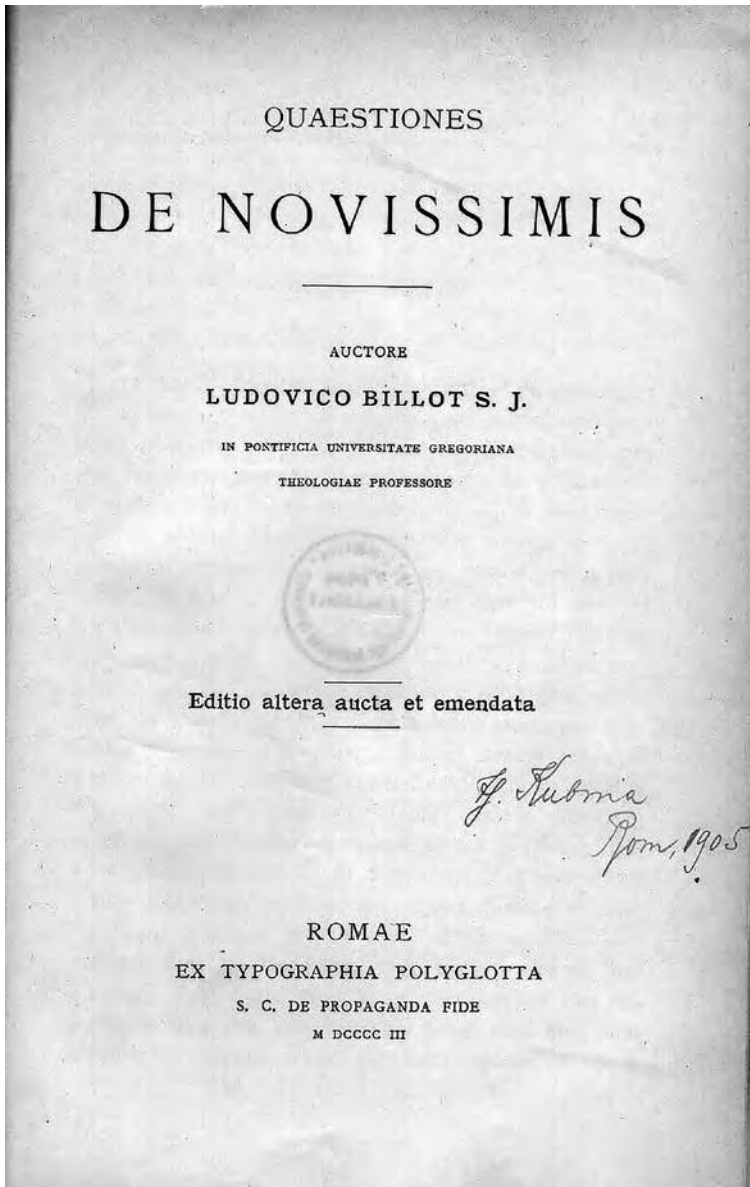 QUAESTIONES
DE NOVISSIMIS
AUCTORE
LUDOVICO BILLOT S. J.
IN PONTIFICIA UNIVERSITATE GREGORIANA
THEOLOGIAE PROFESSORE
Editio altera aucta et emendata
Rom, 1905
ROMAE
EX TYPOGRAPHIA POLYGLOTTA
S. C. DE PROPAGANDA FIDE
M DCCCC III